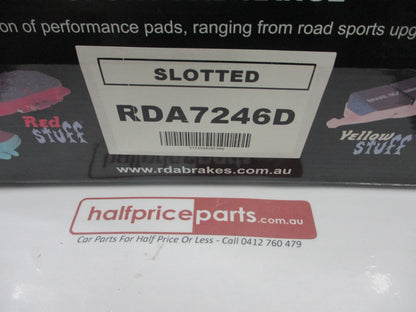 on of performance pads, ranging from road sports upg
SLOTTED
RDA7246D
Red
STUFF
Yellow
STUFF
www.rdabrakes.com.au
halfpriceparts.com.au
Car Parts For Half Price Or Less - Call 0412 760 479